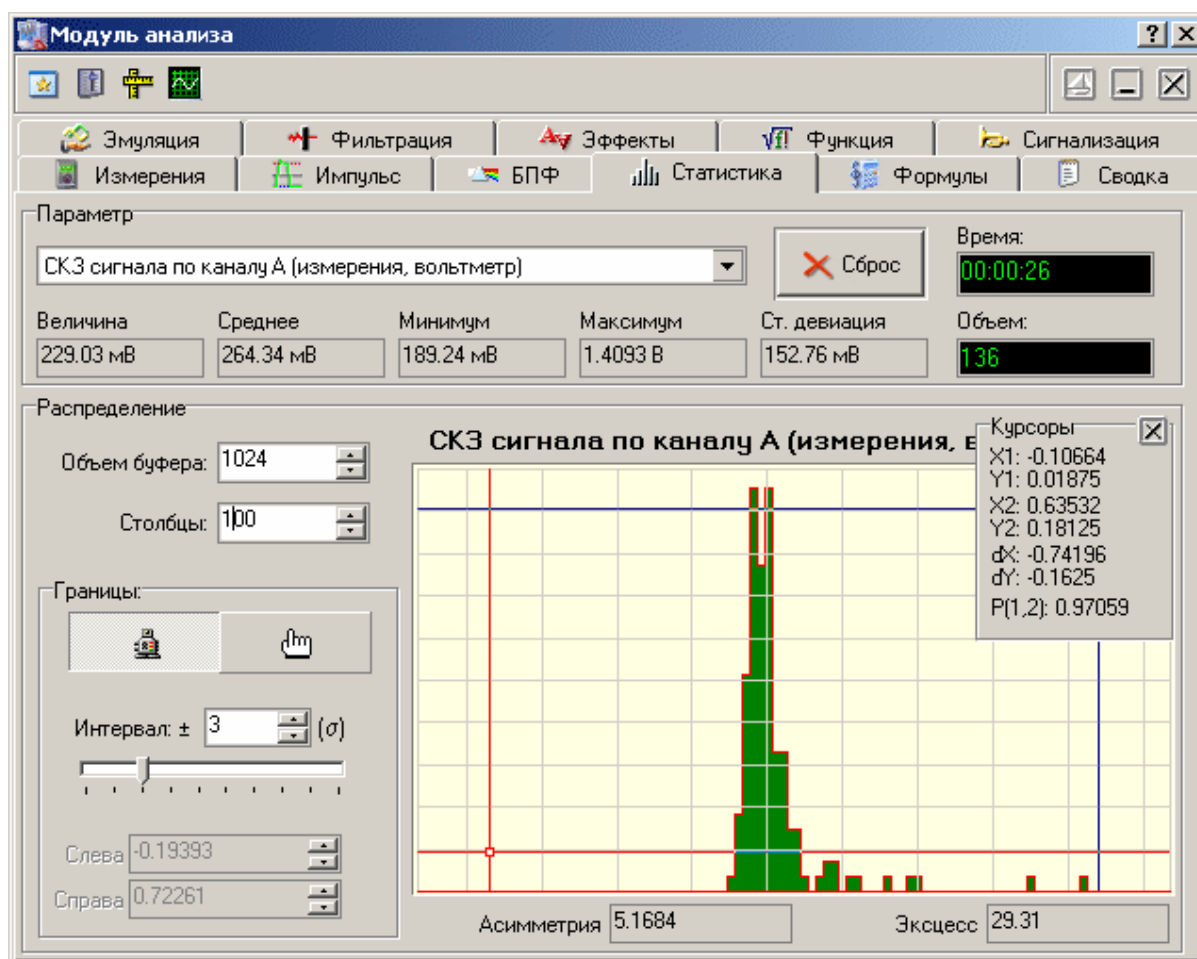 Модуль анализа
Эмуляция Фильтрация Эффекты Функция Сигнализация
Измерения Импульс БПФ Статистика Формулы Сводка
Параметр
СКЗ сигнала по каналу А (измерения, вольтметр)
Сброс
Время:
00:00:26
Величина Среднее Минимум Максимум Ст. девиация Объем:
229.03 мВ 264.34 мВ 189.24 мВ 1.4093 В 152.76 мВ 136
Распределение
Объем буфера: 1024
Столбцы: 100
Границы:
Интервал: ± 3 (σ)
Слева -0.19393
Справа 0.72261
СКЗ сигнала по каналу А (измерения, в
Курсоры
X1: -0.10664
Y1: 0.01875
X2: 0.63532
Y2: 0.18125
dX: -0.74196
dY: -0.1625
P(1,2): 0.97059
Асимметрия 5.1684 Эксцесс 29.31